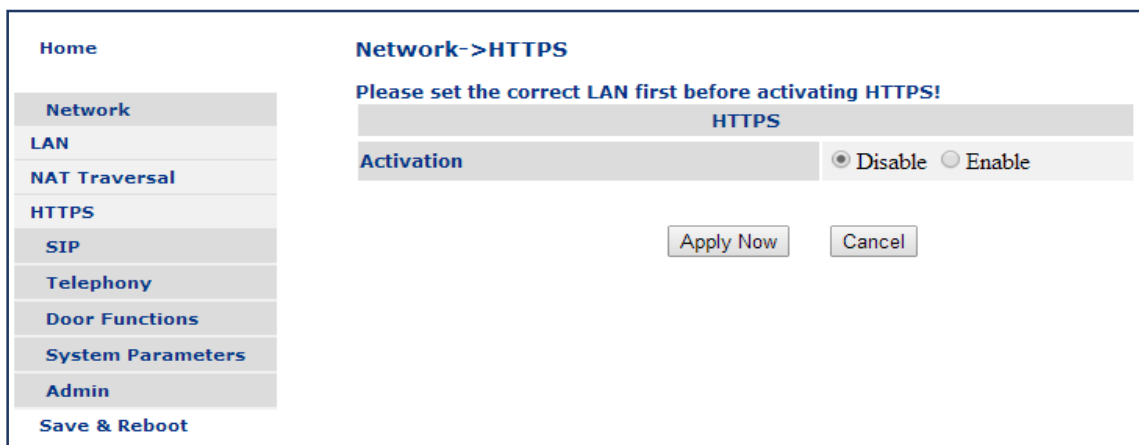 Home
Network
LAN
NAT Traversal
HTTPS
SIP
Telephony
Door Functions
System Parameters
Admin
Save & Reboot
Network->HTTPS
Please set the correct LAN first before activating HTTPS!
HTTPS
Activation Disable Enable
Apply Now Cancel